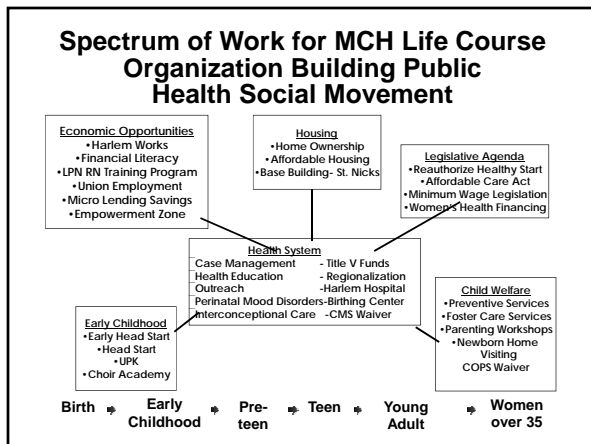 Spectrum of Work for MCH Life Course
Organization Building Public
Health Social Movement
Economic Opportunities
•Harlem Works
•Financial Literacy
•LPN RN Training Program
•Union Employment
•Micro Lending Savings
•Empowerment Zone
Housing
•Home Ownership
•Affordable Housing
•Base Building- St. Nicks
Legislative Agenda
•Reauthorize Healthy Start
•Affordable Care Act
•Minimum Wage Legislation
•Women's Health Financing
Health System
Case Management - Title V Funds
Health Education - Regionalization
Outreach - Harlem Hospital
Perinatal Mood Disorders-Birthing Center
Interconceptional Care -CMS Waiver
Early Childhood
•Early Head Start
•Head Start
•UPK
•Choir Academy
Child Welfare
•Preventive Services
•Foster Care Services
•Parenting Workshops
•Newborn Home
Visiting
COPS Waiver
Birth
Early
Childhood
Pre-
teen
Teen
Young
Adult
Women
over 35